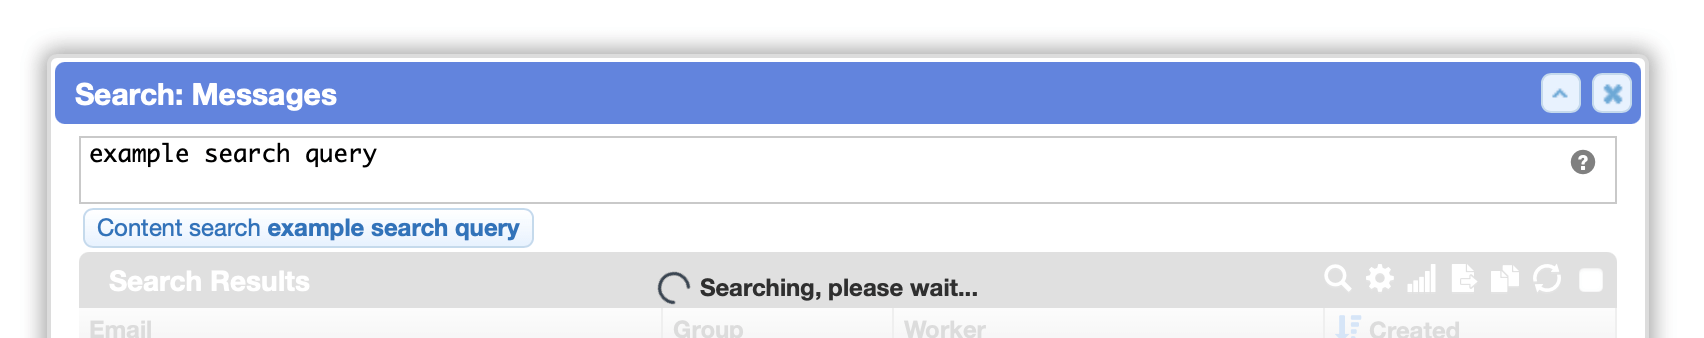 Search: Messages
example search query
?
Content search example search query
Search Results
Searching, please wait...
Email Group Worker Created